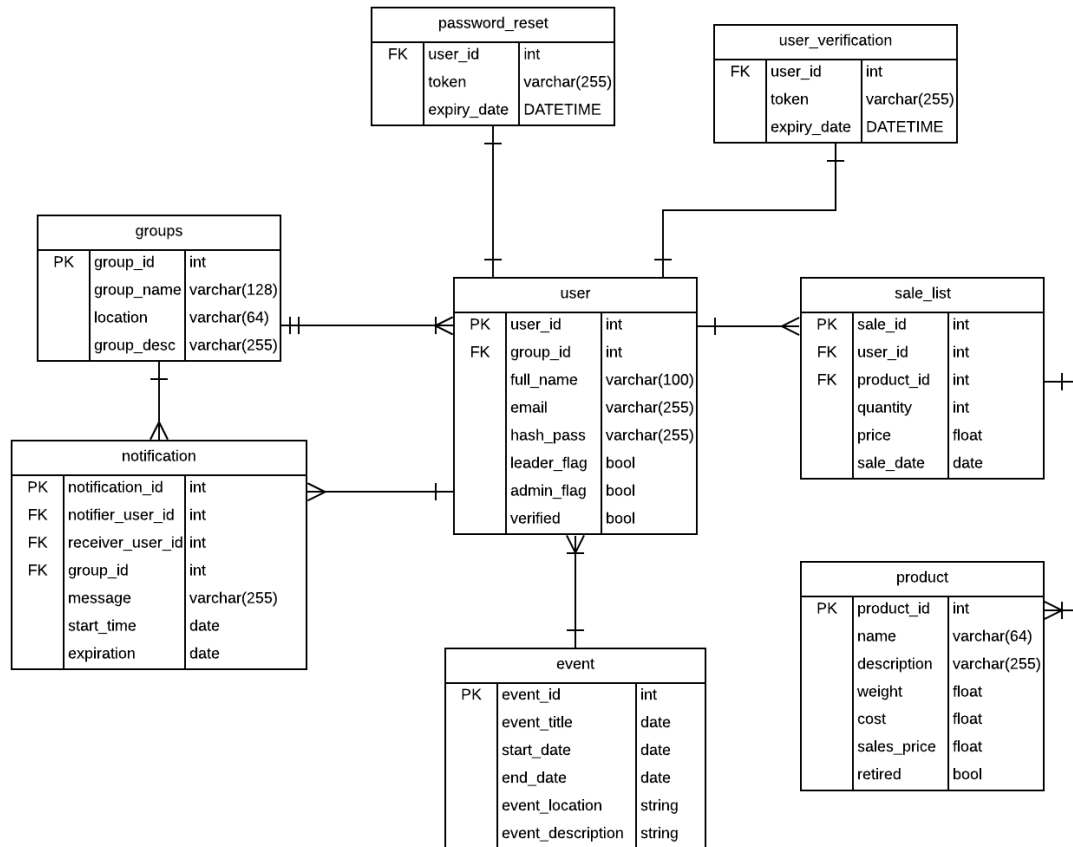 password_reset
FK user_id int
token varchar(255)
expiry_date DATETIME
user_verification
FK user_id int
token varchar(255)
expiry_date DATETIME
groups
PK group_id int
group_name varchar(128)
location varchar(64)
group_desc varchar(255)
user
PK user_id int
FK group_id int
full_name varchar(100)
email varchar(255)
hash_pass varchar(255)
leader_flag bool
admin_flag bool
verified bool
sale_list
PK sale_id int
FK user_id int
FK product_id int
quantity int
price float
sale_date date
notification
PK notification_id int
FK notifier_user_id int
FK receiver_user_id int
FK group_id int
message varchar(255)
start_time date
expiration date
event
PK event_id int
event_title date
start_date date
end_date date
event_location string
event_description string
product
PK product_id int
name varchar(64)
description varchar(255)
weight float
cost float
sales_price float
retired bool